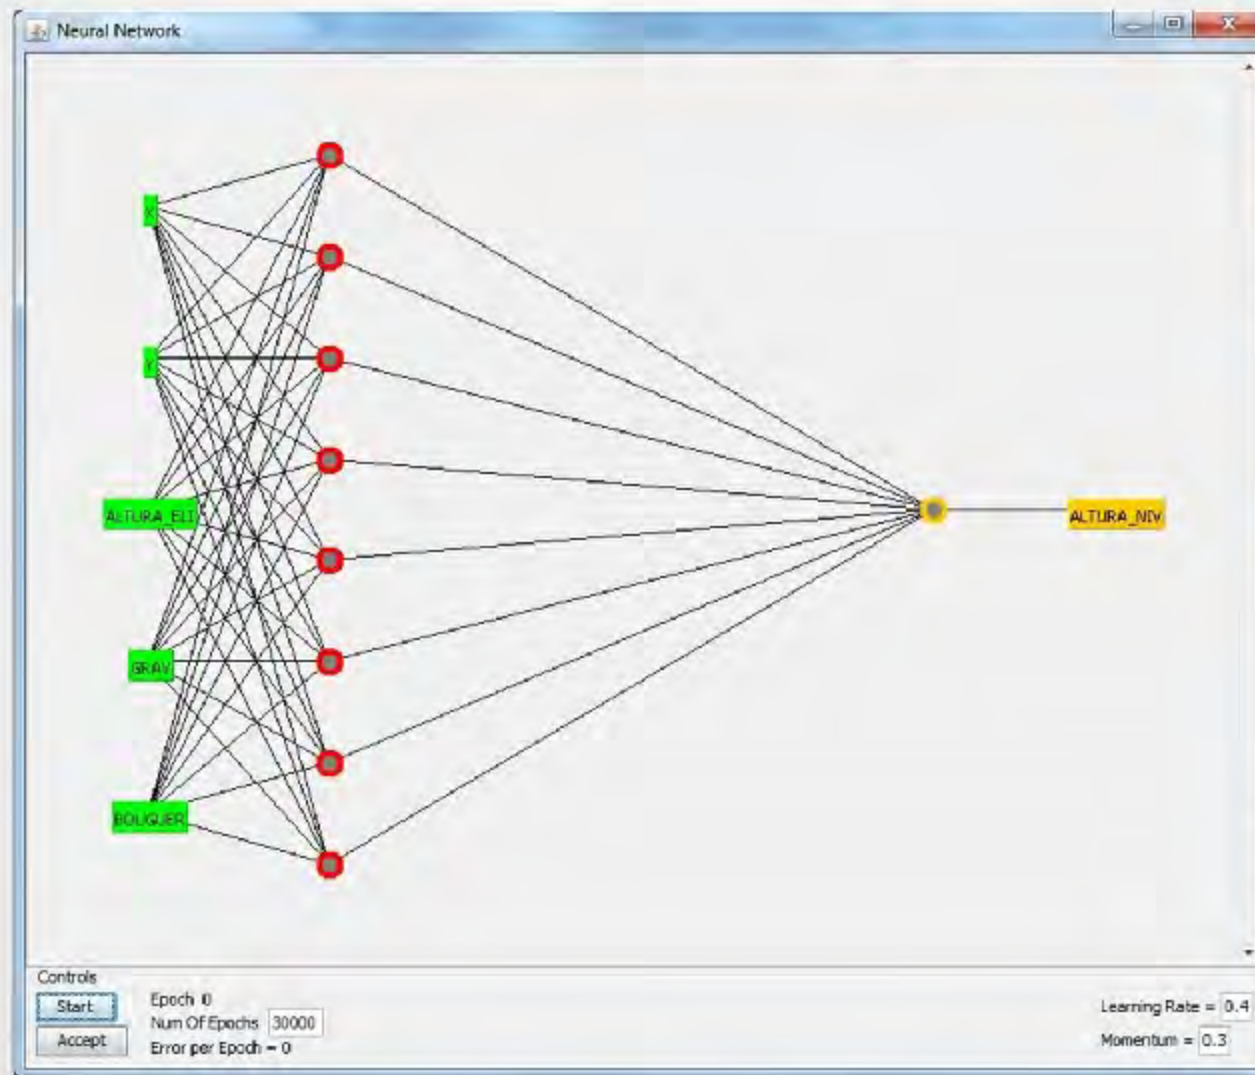 Neural Network
X
Y
ALTURA_ELI
GRAV
BOUGUER
ALTURA_NIV
Controls
Start
Accept
Epoch 0
Num Of Epochs 30000
Error per Epoch = 0
Learning Rate = 0.4
Momentum = 0.3